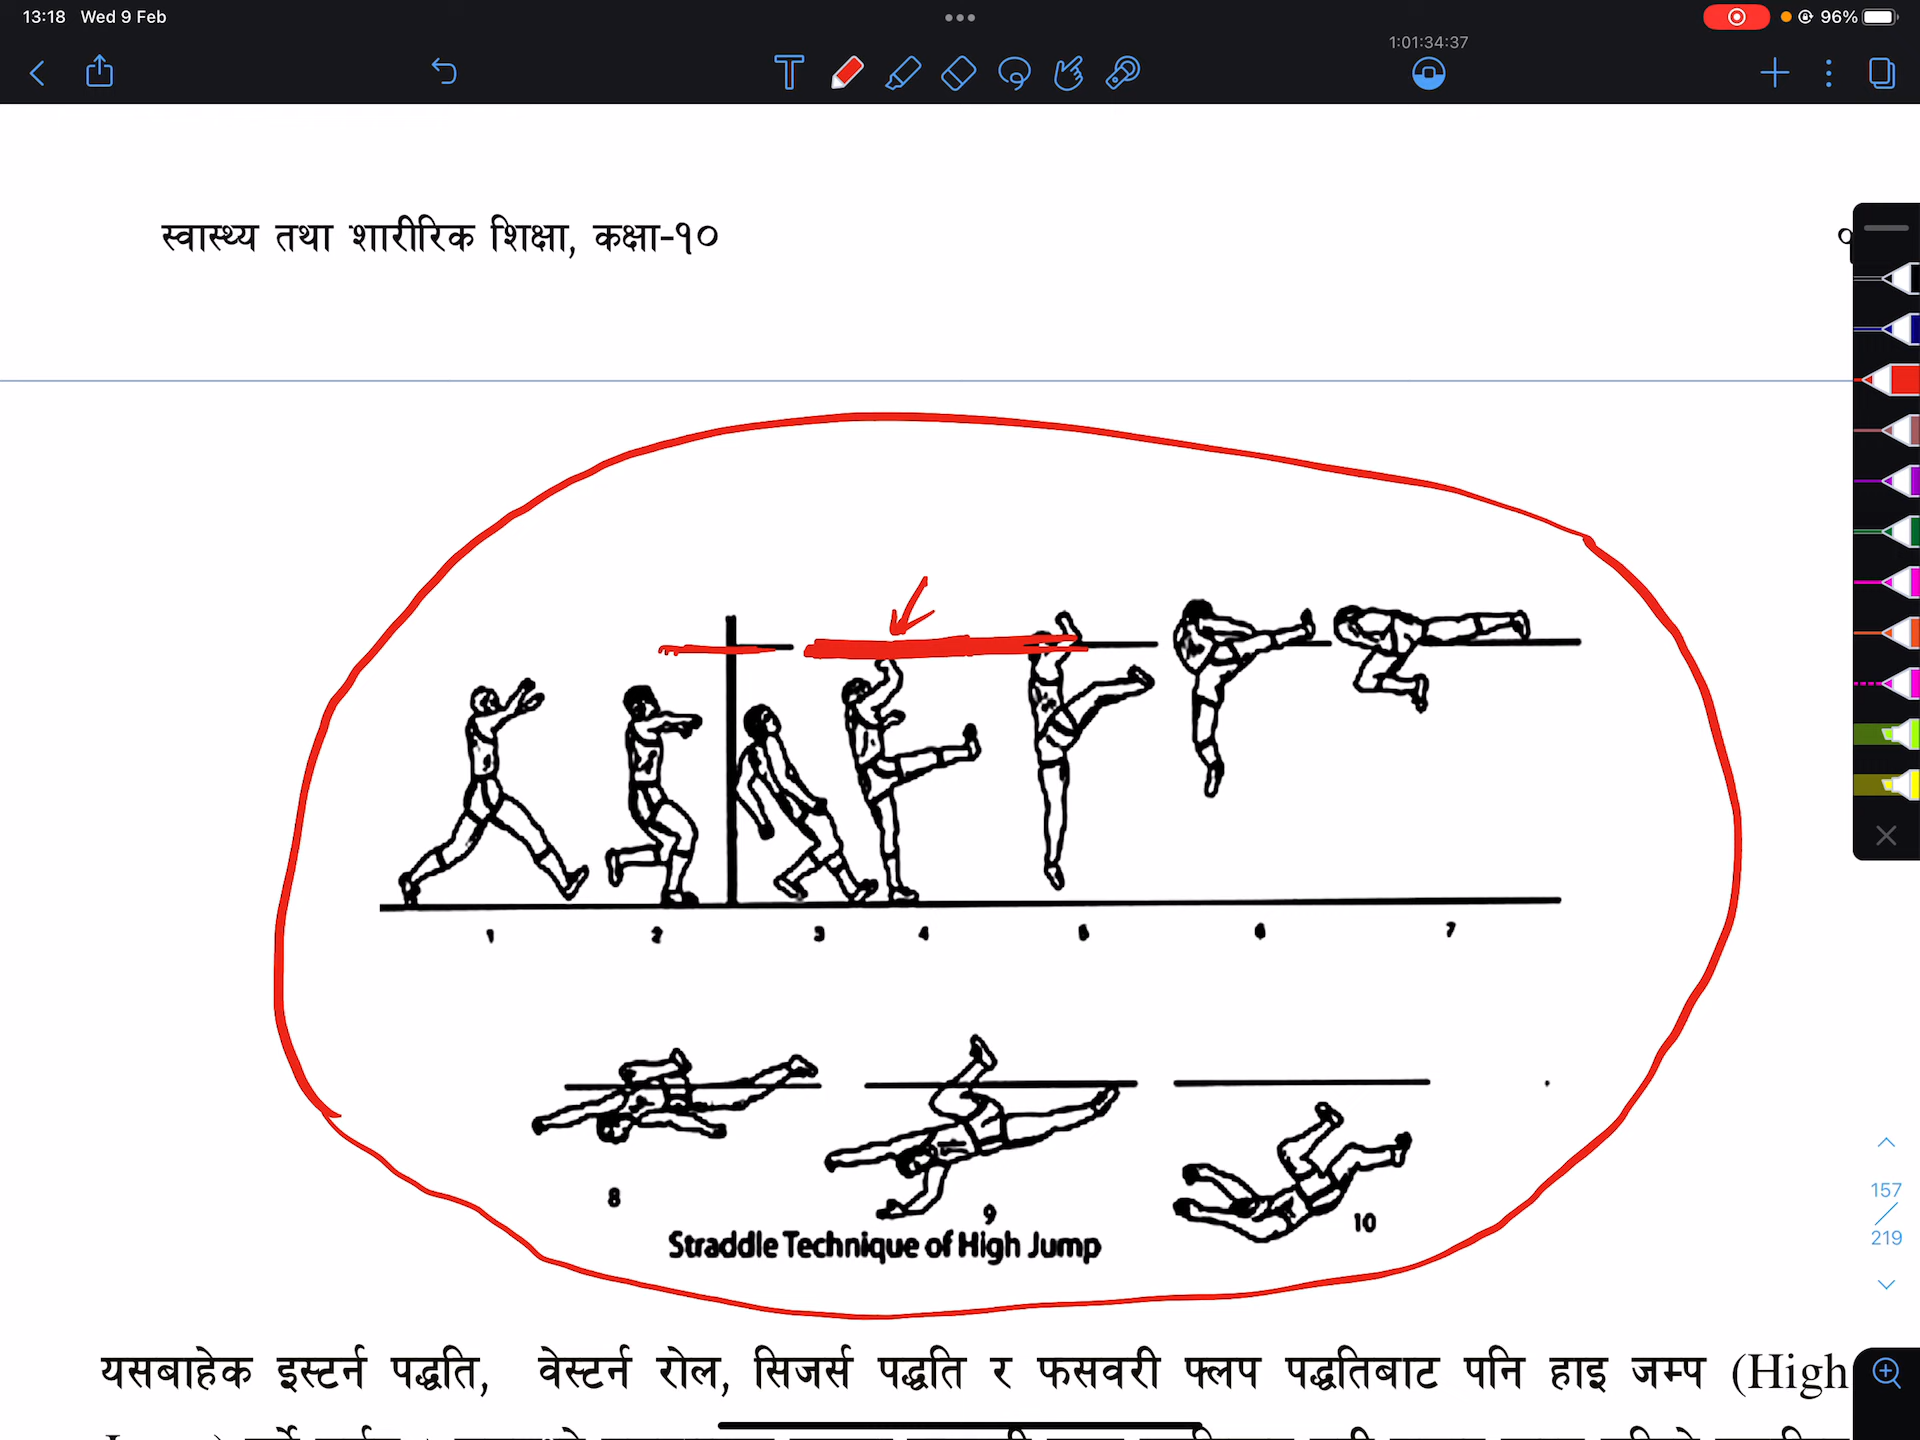 13:18 Wed 9 Feb
96%
1:01:34:37
स्वास्थ्य तथा शारीरिक शिक्षा, कक्षा-१०
1 2 3 4 5 6 7
8 9 10
Straddle Technique of High Jump
157
219
यसबाहेक इस्टर्न पद्धति, वेस्टर्न रोल, सिजर्स पद्धति र फसवरी फ्लप पद्धतिबाट पनि हाइ जम्प (High